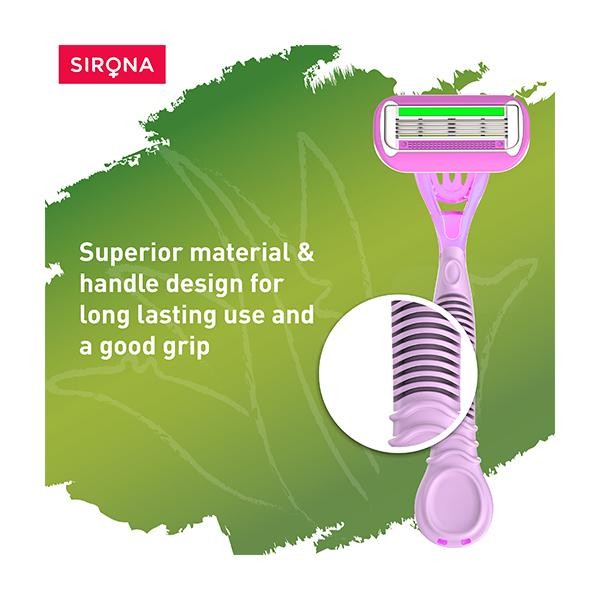 SIRONA
Superior material &
handle design for
long lasting use and
a good grip